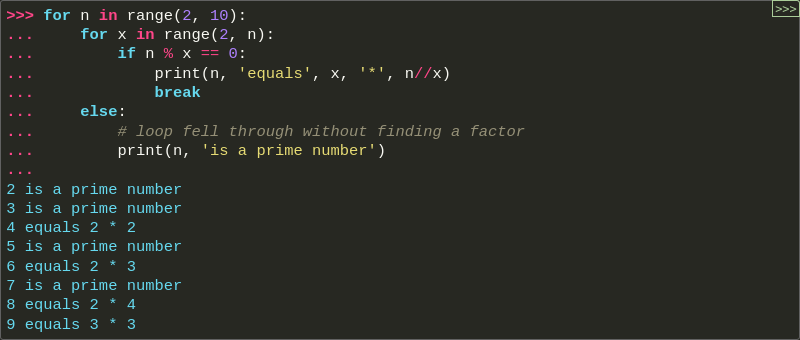 >>>
>>> for n in range(2, 10):
...     for x in range(2, n):
...         if n % x == 0:
...             print(n, 'equals', x, '*', n//x)
...             break
...     else:
...         # loop fell through without finding a factor
...         print(n, 'is a prime number')
...
2 is a prime number
3 is a prime number
4 equals 2 * 2
5 is a prime number
6 equals 2 * 3
7 is a prime number
8 equals 2 * 4
9 equals 3 * 3